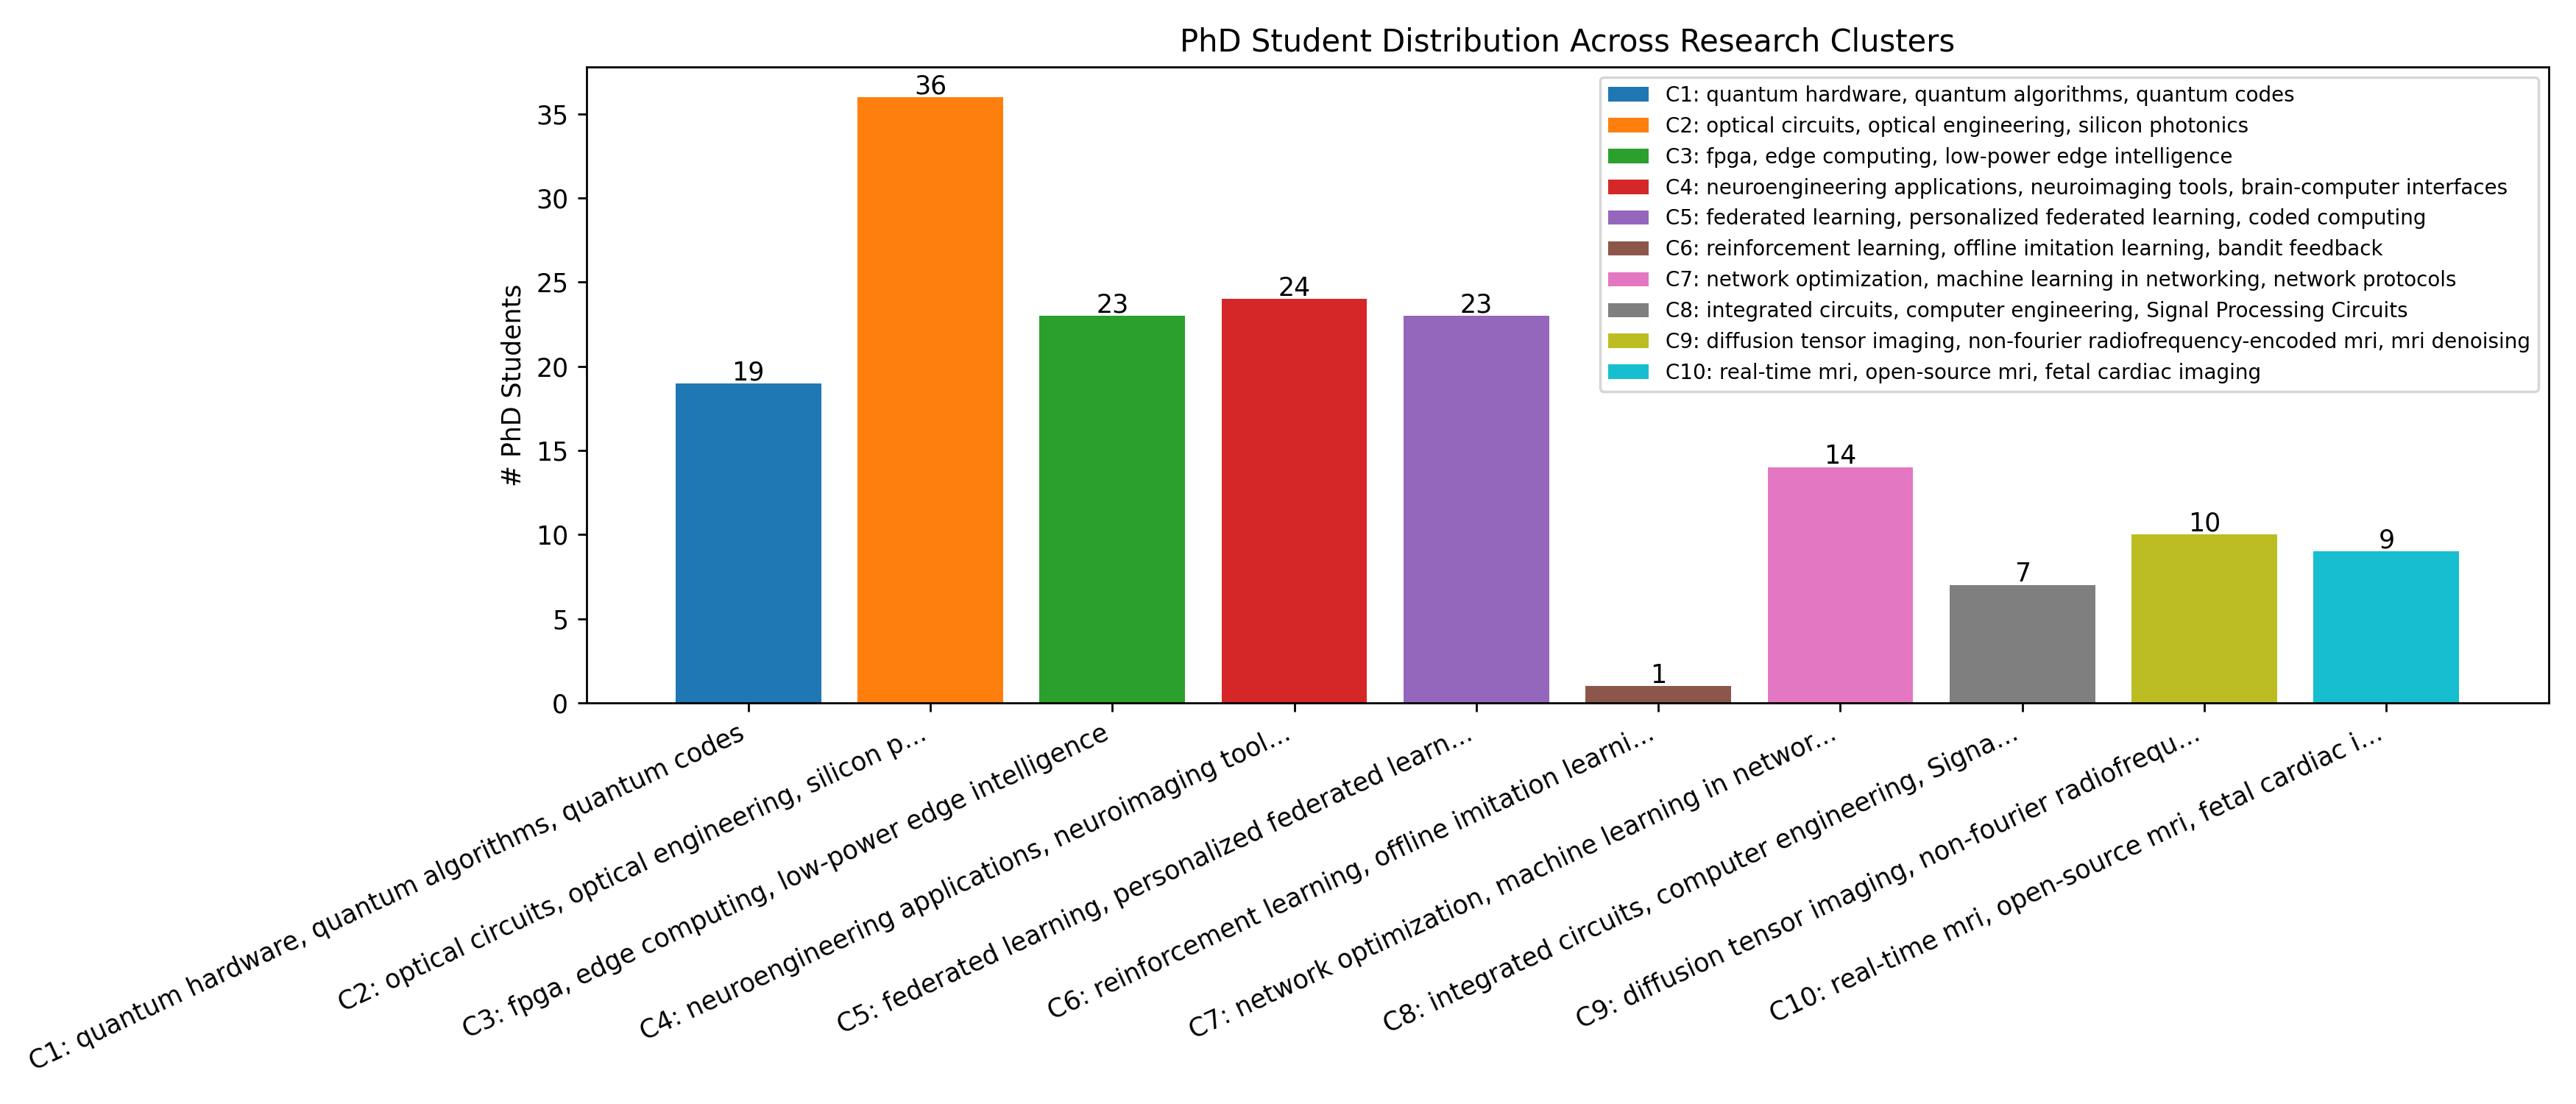 PhD Student Distribution Across Research Clusters
# PhD Students
35
30
25
20
15
10
5
0
19
36
23
24
23
1
14
7
10
9
C1: quantum hardware, quantum algorithms, quantum codes
C2: optical circuits, optical engineering, silicon photonics
C3: fpga, edge computing, low-power edge intelligence
C4: neuroengineering applications, neuroimaging tools, brain-computer interfaces
C5: federated learning, personalized federated learning, coded computing
C6: reinforcement learning, offline imitation learning, bandit feedback
C7: network optimization, machine learning in networking, network protocols
C8: integrated circuits, computer engineering, Signal Processing Circuits
C9: diffusion tensor imaging, non-fourier radiofrequency-encoded mri, mri denoising
C10: real-time mri, open-source mri, fetal cardiac imaging
C1: quantum hardware, quantum algorithms, quantum codes
C2: optical circuits, optical engineering, silicon p...
C3: fpga, edge computing, low-power edge intelligence
C4: neuroengineering applications, neuroimaging tool...
C5: federated learning, personalized federated learn...
C6: reinforcement learning, offline imitation learni...
C7: network optimization, machine learning in networ...
C8: integrated circuits, computer engineering, Signa...
C9: diffusion tensor imaging, non-fourier radiofrequ...
C10: real-time mri, open-source mri, fetal cardiac i...